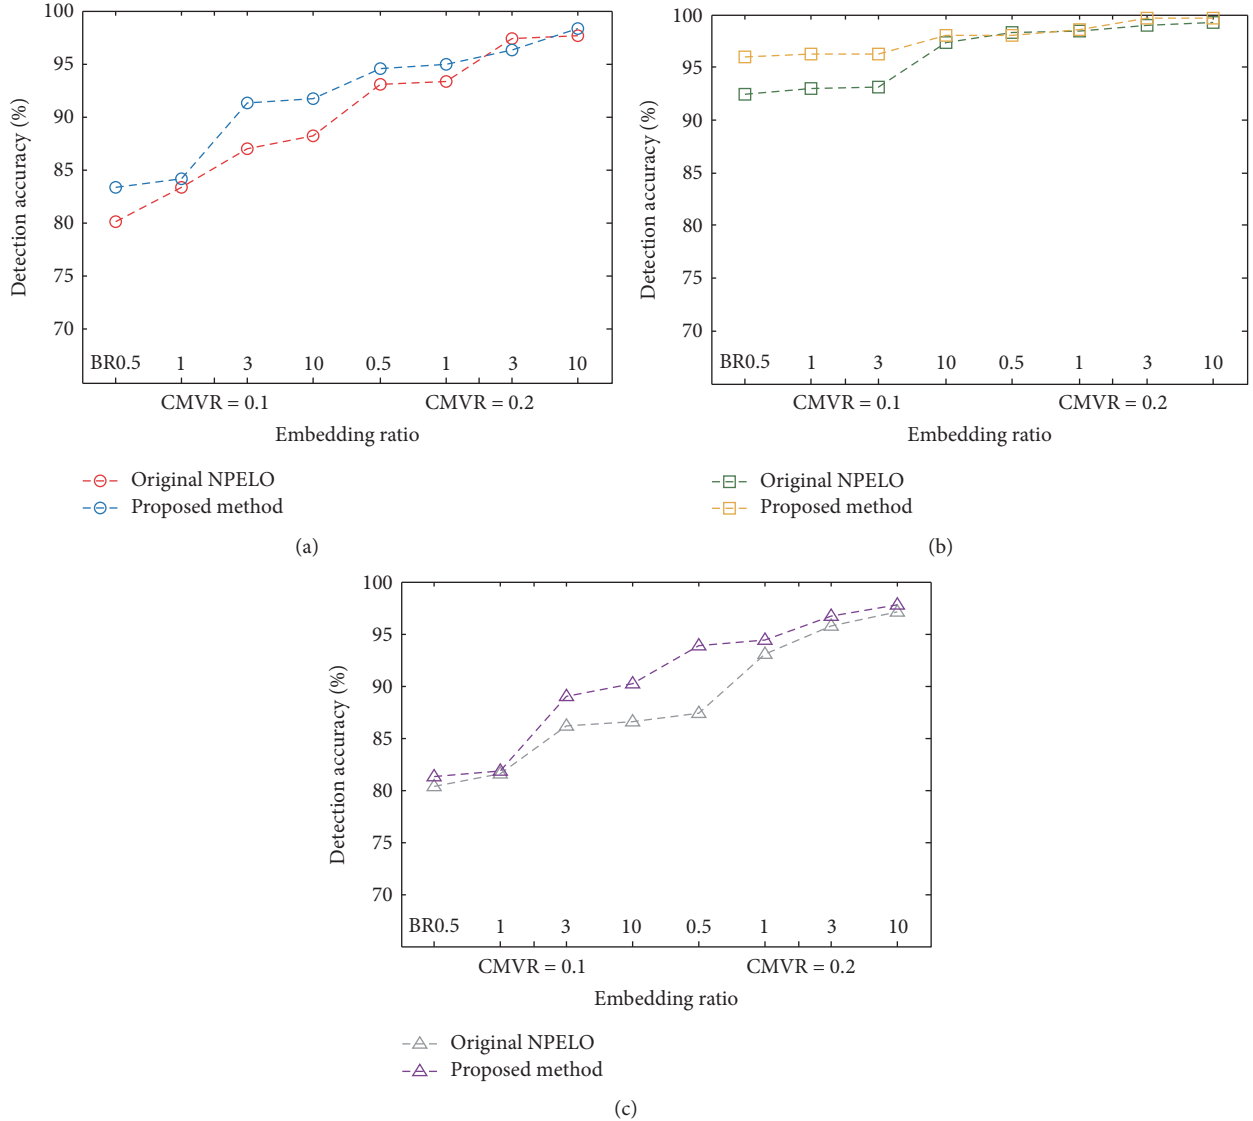 100
95
90
85
80
75
70
Detection accuracy (%)
BR0.5 1 3 10 0.5 1 3 10
CMVR = 0.1 CMVR = 0.2
Embedding ratio
Original NPELO
Proposed method
(a)
100
95
90
85
80
75
70
Detection accuracy (%)
BR0.5 1 3 10 0.5 1 3 10
CMVR = 0.1 CMVR = 0.2
Embedding ratio
Original NPELO
Proposed method
(b)
100
95
90
85
80
75
70
Detection accuracy (%)
BR0.5 1 3 10 0.5 1 3 10
CMVR = 0.1 CMVR = 0.2
Embedding ratio
Original NPELO
Proposed method
(c)